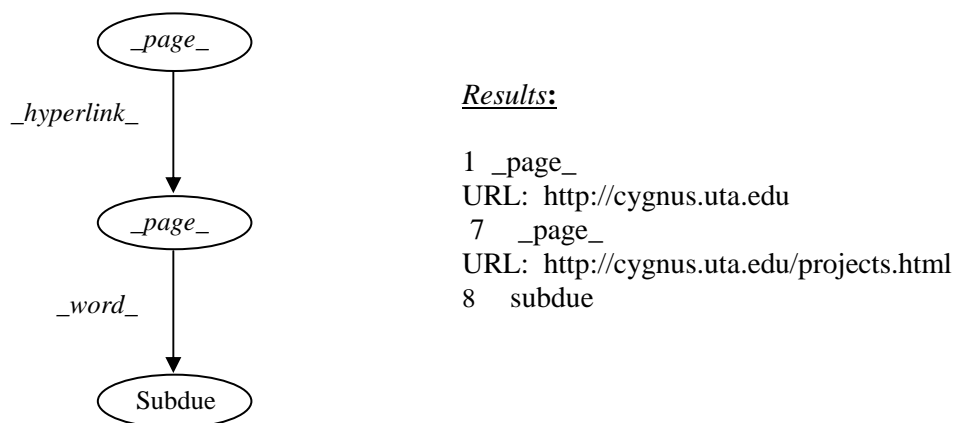 _page_
_hyperlink_
_page_
_word_
Subdue
Results:
1 _page_
URL: http://cygnus.uta.edu
7 _page_
URL: http://cygnus.uta.edu/projects.html
8 subdue